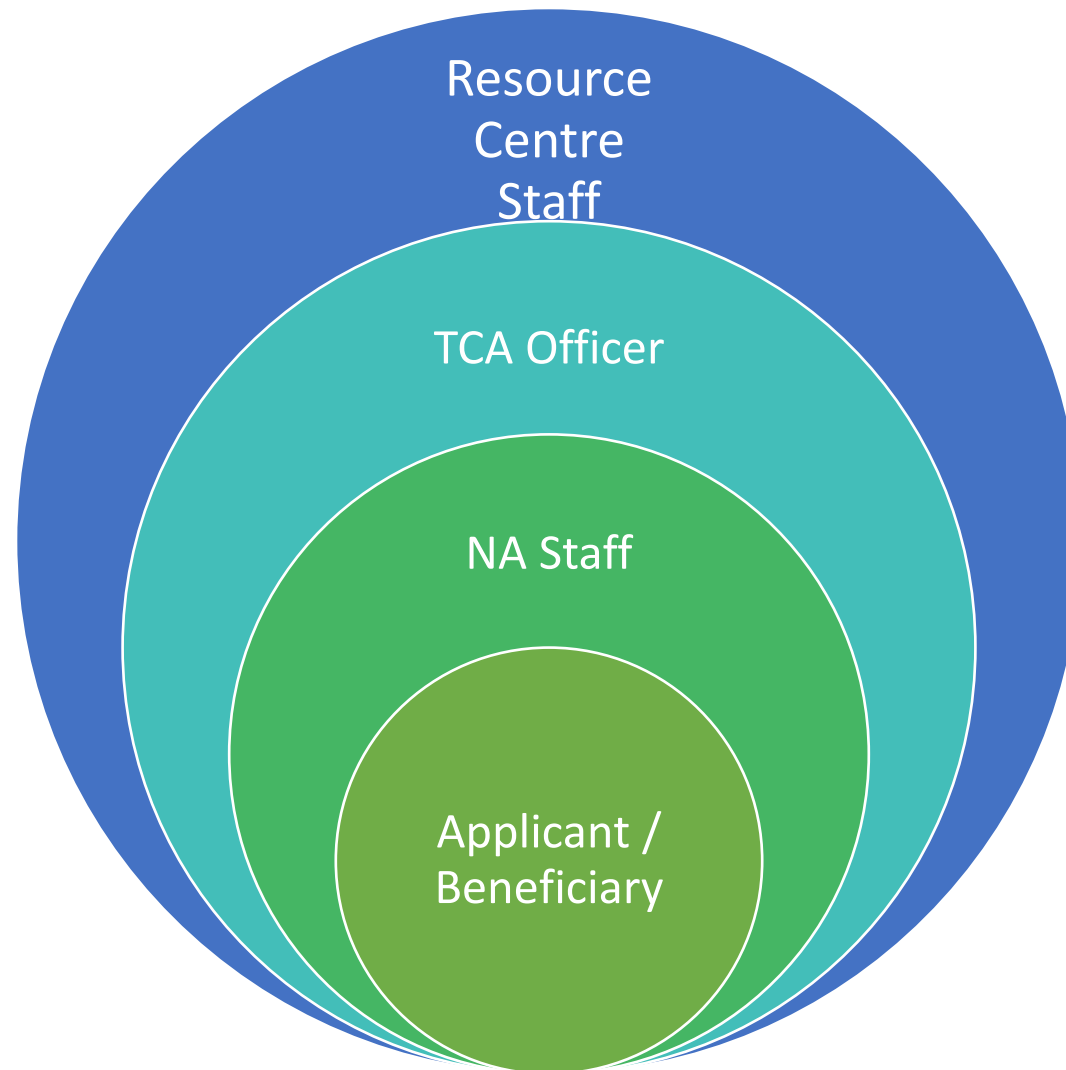 Resource
Centre
Staff
TCA Officer
NA Staff
Applicant /
Beneficiary